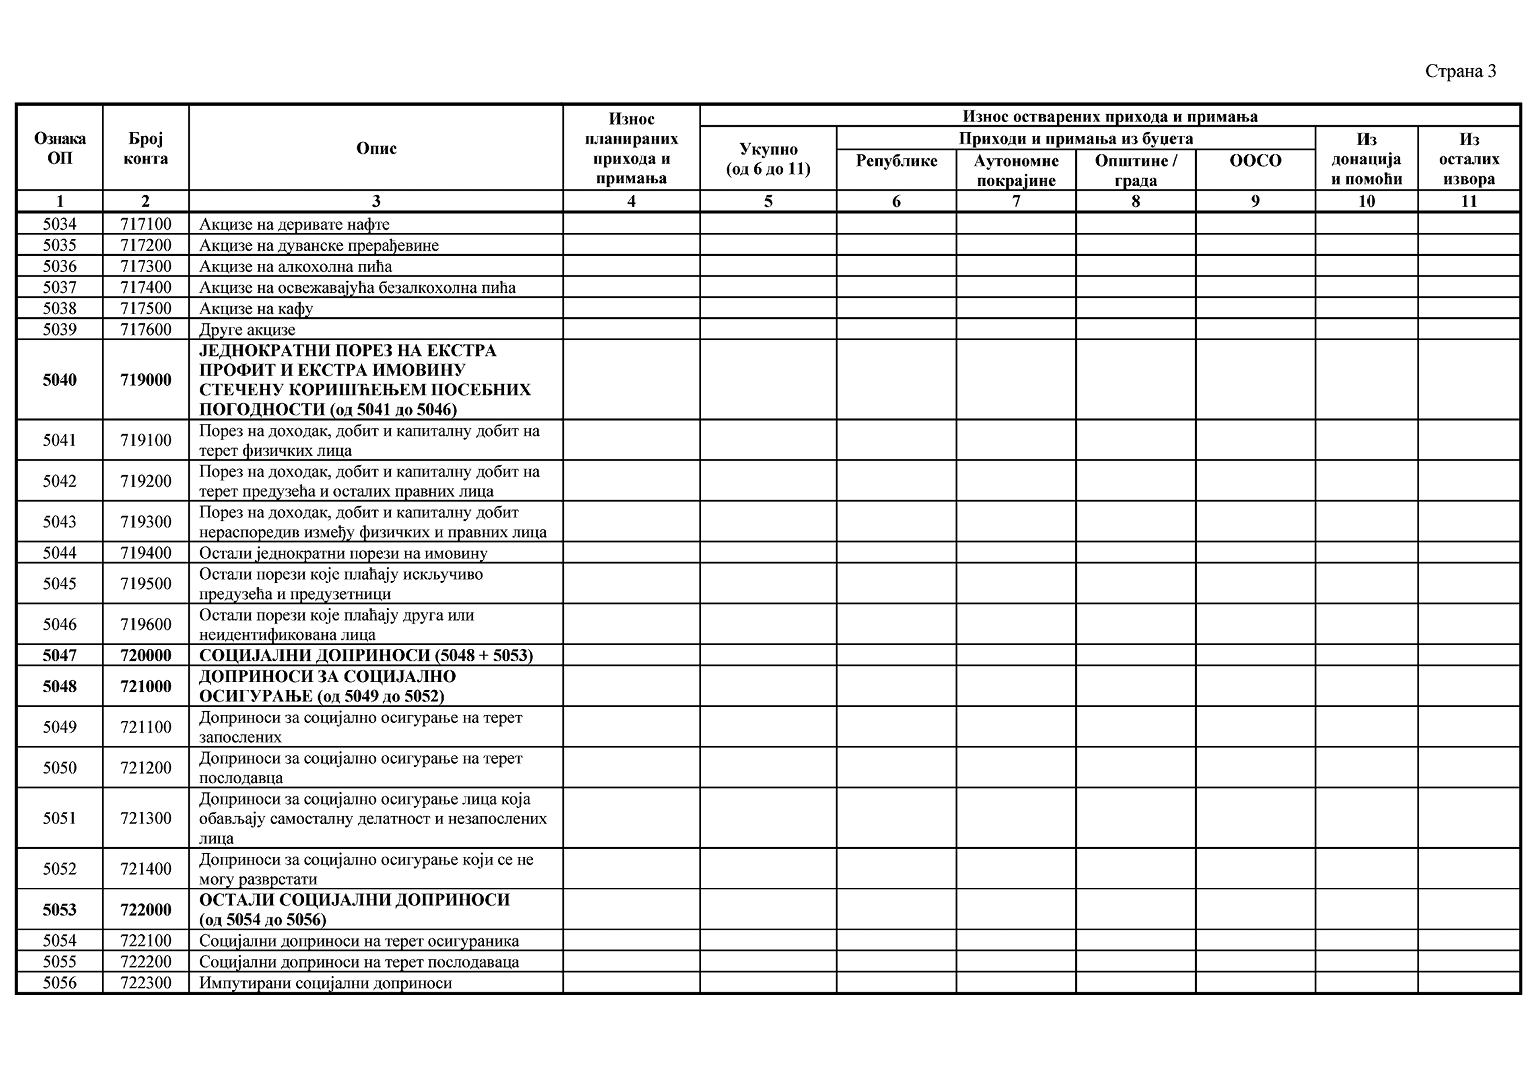 Страна 3
Износ остварених прихода и примања
Ознака ОП
Број конта
Опис
Износ планираних прихода и примања
Укупно (од 6 до 11)
Приходи и примања из буџета
Из донација и помоћи
Из осталих извора
Републике
Аутономне покрајине
Општине / града
ООСО
1 2 3 4 5 6 7 8 9 10 11
5034 717100 Акцизе на деривате нафте
5035 717200 Акцизе на дуванске прерађевине
5036 717300 Акцизе на алкохолна пића
5037 717400 Акцизе на освежавајућа безалкохолна пића
5038 717500 Акцизе на кафу
5039 717600 Друге акцизе
5040 719000 ЈЕДНОКРАТНИ ПОРЕЗ НА ЕКСТРА
ПРОФИТ И ЕКСТРА ИМОВИНУ
СТЕЧЕНУ КОРИШЋЕЊЕМ ПОСЕБНИХ
ПОГОДНОСТИ (од 5041 до 5046)
5041 719100 Порез на доходак, добит и капиталну добит на
терет физичких лица
5042 719200 Порез на доходак, добит и капиталну добит на
терет предузећа и осталих правних лица
5043 719300 Порез на доходак, добит и капиталну добит
нераспоредив између физичких и правних лица
5044 719400 Остали једнократни порези на имовину
5045 719500 Остали порези које плаћају искључиво
предузећа и предузетници
5046 719600 Остали порези које плаћају друга или
неидентификована лица
5047 720000 СОЦИЈАЛНИ ДОПРИНОСИ (5048 + 5053)
5048 721000 ДОПРИНОСИ ЗА СОЦИЈАЛНО
ОСИГУРАЊЕ (од 5049 до 5052)
5049 721100 Доприноси за социјално осигурање на терет
запослених
5050 721200 Доприноси за социјално осигурање на терет
послодавца
5051 721300 Доприноси за социјално осигурање лица која
обављају самосталну делатност и незапослених
лица
5052 721400 Доприноси за социјално осигурање који се не
могу разврстати
5053 722000 ОСТАЛИ СОЦИЈАЛНИ ДОПРИНОСИ
(од 5054 до 5056)
5054 722100 Социјални доприноси на терет осигураника
5055 722200 Социјални доприноси на терет послодаваца
5056 722300 Импутирани социјални доприноси